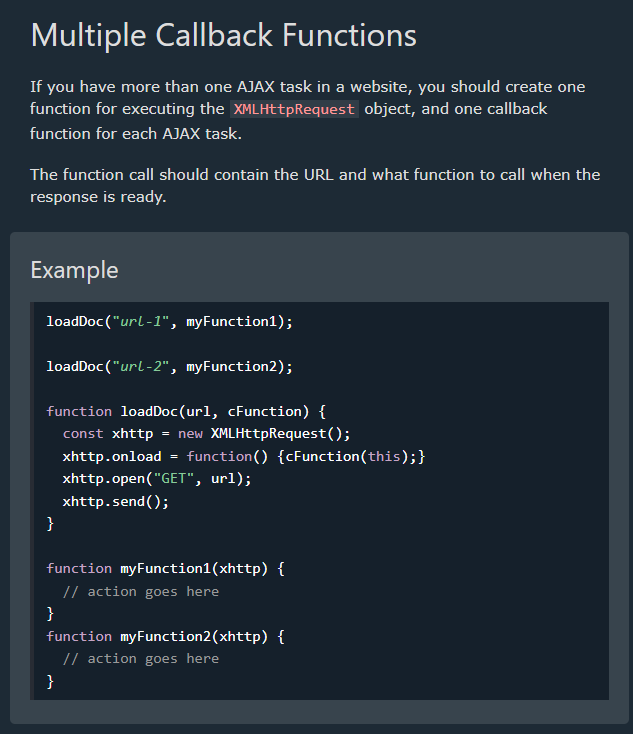 Multiple Callback Functions
If you have more than one AJAX task in a website, you should create one
function for executing the XMLHttpRequest object, and one callback
function for each AJAX task.
The function call should contain the URL and what function to call when the
response is ready.
Example
loadDoc("url-1", myFunction1);
loadDoc("url-2", myFunction2);
function loadDoc(url, cFunction) {
  const xhttp = new XMLHttpRequest();
  xhttp.onload = function() {cFunction(this);}
  xhttp.open("GET", url);
  xhttp.send();
}
function myFunction1(xhttp) {
  // action goes here
}
function myFunction2(xhttp) {
  // action goes here
}